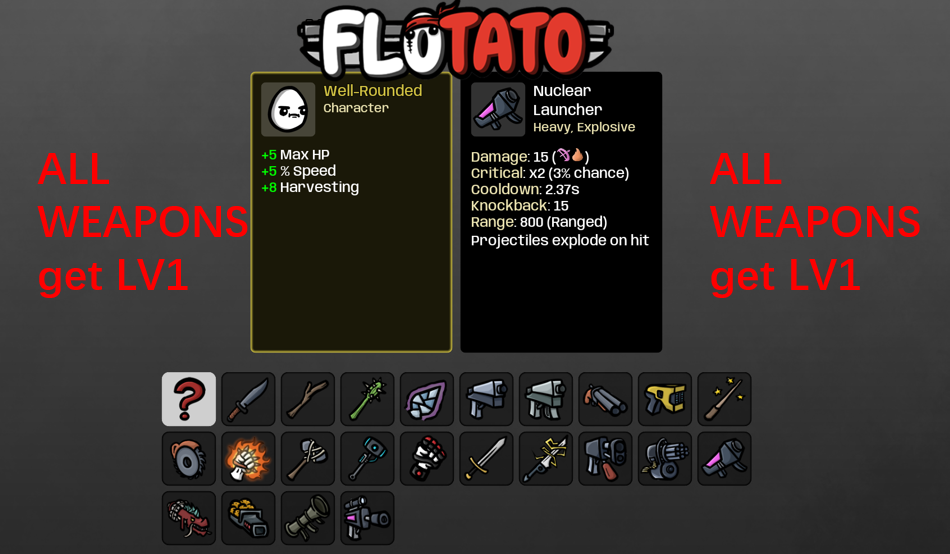 FLOTATO
Well-Rounded
Character
+5 Max HP
+5 % Speed
+8 Harvesting
Nuclear
Launcher
Heavy, Explosive
Damage: 15 ( )
Critical: x2 (3% chance)
Cooldown: 2.37s
Knockback: 15
Range: 800 (Ranged)
Projectiles explode on hit
ALL
WEAPONS
get LV1
ALL
WEAPONS
get LV1
?